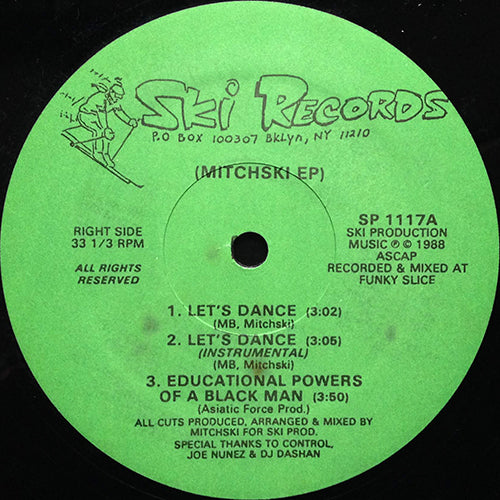 SKi RECORDS
P.O BOX 100307 BKLyn, NY 11210
(MITCHSKI EP)
RIGHT SIDE
33 1/3 RPM
ALL RIGHTS
RESERVED
SP 1117A
SKI PRODUCTION
MUSIC ℗ © 1988
ASCAP
RECORDED & MIXED AT
FUNKY SLICE
1. LET'S DANCE (3:02)
(MB, Mitchski)
2. LET'S DANCE (3:05)
(INSTRUMENTAL)
(MB, Mitchski)
3. EDUCATIONAL POWERS
OF A BLACK MAN (3:50)
(Asiatic Force Prod.)
ALL CUTS PRODUCED, ARRANGED & MIXED BY
MITCHSKI FOR SKI PROD.
SPECIAL THANKS TO CONTROL,
JOE NUNEZ & DJ DASHAN